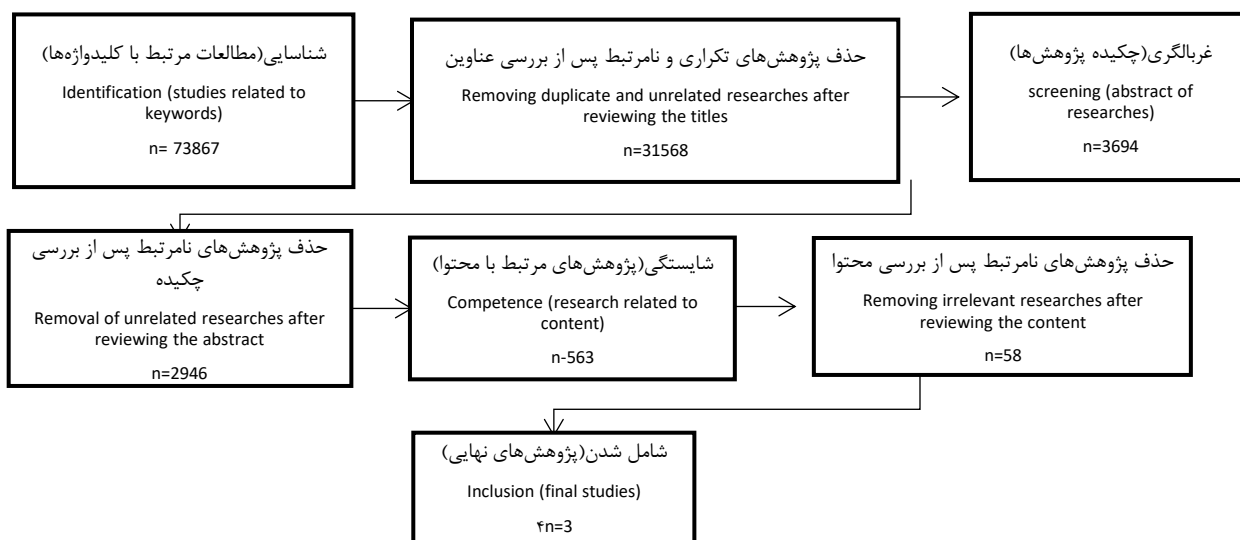 شناسایی(مطالعات مرتبط با کلیدواژه‌ها)
Identification (studies related to
keywords)
n= 73867
حذف پژوهش‌های تکراری و نامرتبط پس از بررسی عناوین
Removing duplicate and unrelated researches after
reviewing the titles
n=31568
غربالگری(چکیده پژوهش‌ها)
screening (abstract of
researches)
n=3694
حذف پژوهش‌های نامرتبط پس از بررسی
چکیده
Removal of unrelated researches after
reviewing the abstract
n=2946
شایستگی(پژوهش‌های مرتبط با محتوا)
Competence (research related to
content)
n-563
حذف پژوهش‌های نامرتبط پس از بررسی محتوا
Removing irrelevant researches after
reviewing the content
n=58
شامل شدن(پژوهش‌های نهایی)
Inclusion (final studies)
۴n=3